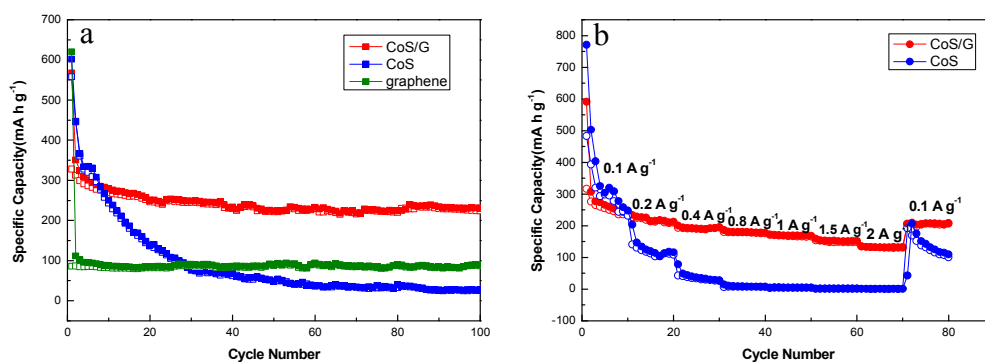 a
CoS/G
CoS
graphene
Specific Capacity(mA h g⁻¹)
700
600
500
400
300
200
100
0
0 20 40 60 80 100
Cycle Number
b
CoS/G
CoS
Specific Capacity(mA h g⁻¹)
800
700
600
500
400
300
200
100
0
-100
0.1 A g⁻¹
0.2 A g⁻¹
0.4 A g⁻¹
0.8 A g⁻¹
1 A g⁻¹
1.5 A g⁻¹
2 A g⁻¹
0.1 A g⁻¹
0 20 40 60 80
Cycle Number